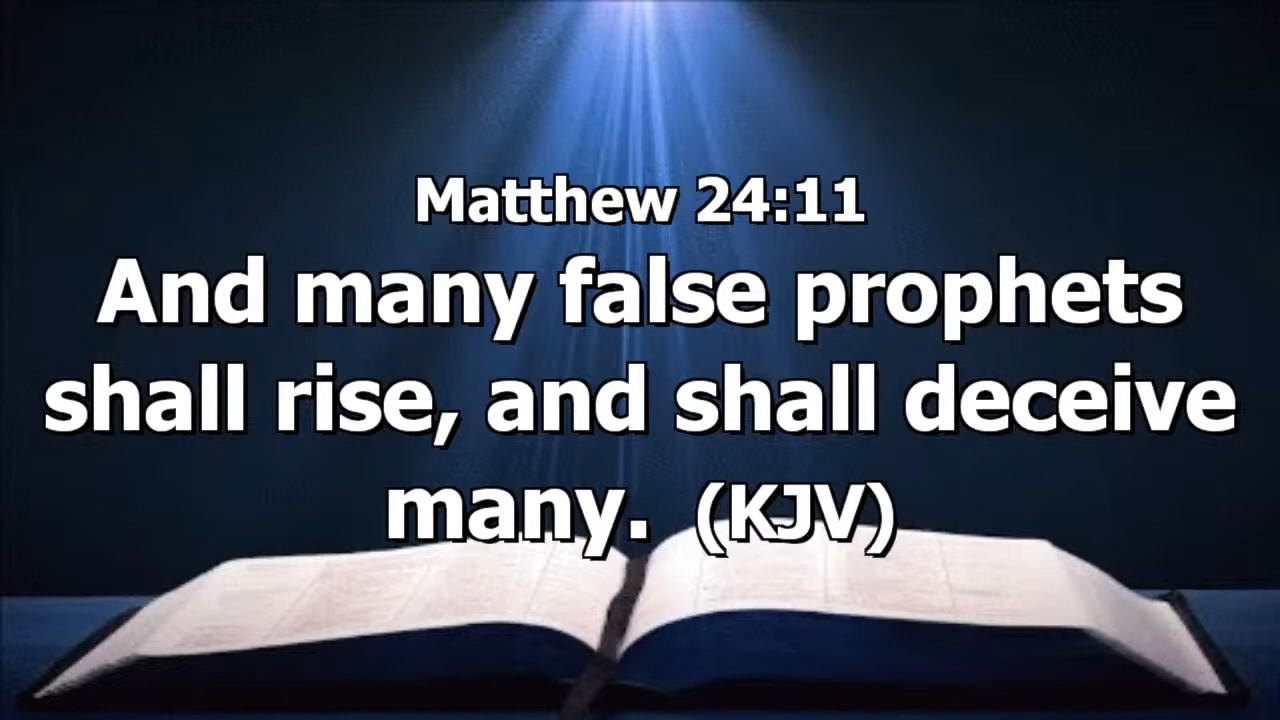 Matthew 24:11
And many false prophets
shall rise, and shall deceive
many. (KJV)